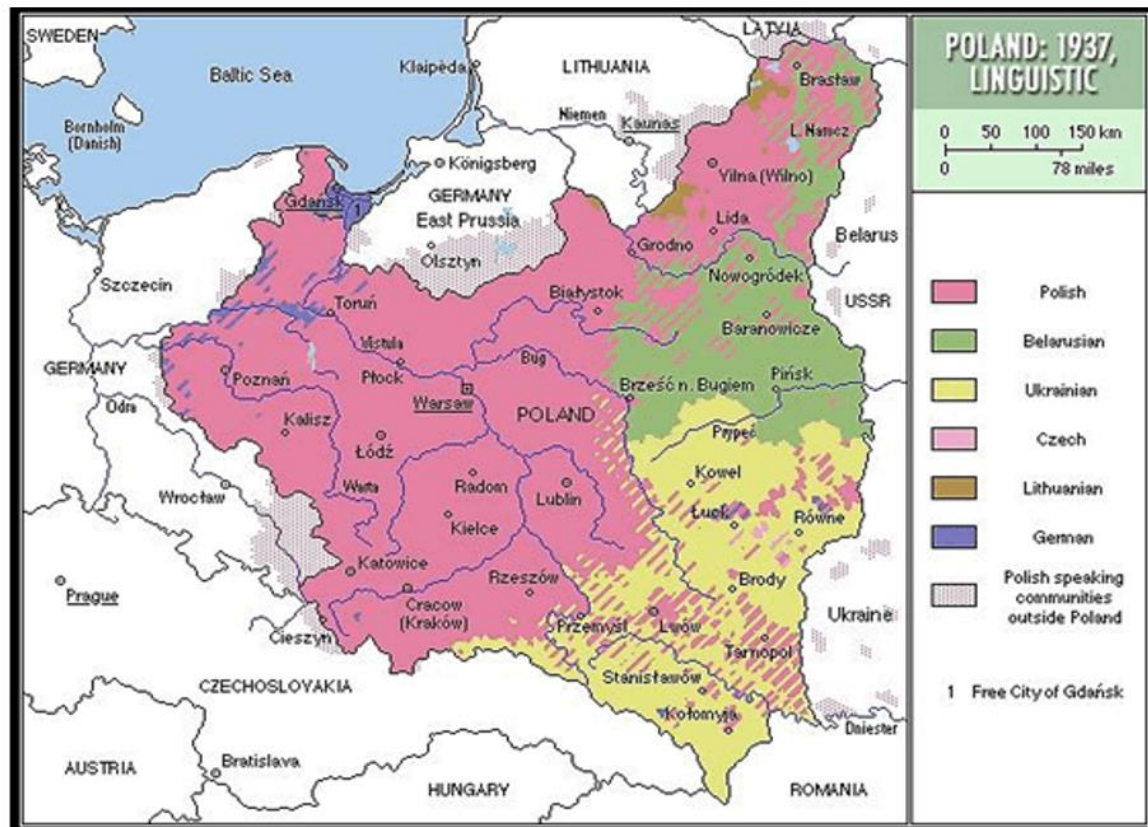 SWEDEN
LATVIA
POLAND: 1937,
LINGUISTIC
Baltic Sea
Klaipėda
LITHUANIA
Brasław
Bornholm
(Danish)
Niemen
Kaunas
L. Narocz
0 50 100 150 km
0 78 miles
Königsberg
Vilna (Wilno)
Gdańsk
1
GERMANY
East Prussia
Lida
Belarus
Olsztyn
Grodno
Szczecin
Nowogródek
Toruń
Białystok
USSR
Baranowicze
Polish
Belarusian
Ukrainian
Czech
Lithuanian
German
Polish speaking
communities
outside Poland
1 Free City of Gdańsk
GERMANY
Vistula
Bug
Poznań
Płock
Brześć n. Bugiem
Pińsk
Odra
Warsaw
POLAND
Kalisz
Prypeć
Łódź
Kowel
Wrocław
Warta
Radom
Lublin
Łuck
Równe
Kielce
Katowice
Rzeszów
Brody
Prague
Cracow
(Kraków)
Przemyśl
Lwów
Ukraine
Cieszyn
Tarnopol
CZECHOSLOVAKIA
Stanisławów
Kołomyja
Dniester
AUSTRIA
Bratislava
HUNGARY
ROMANIA